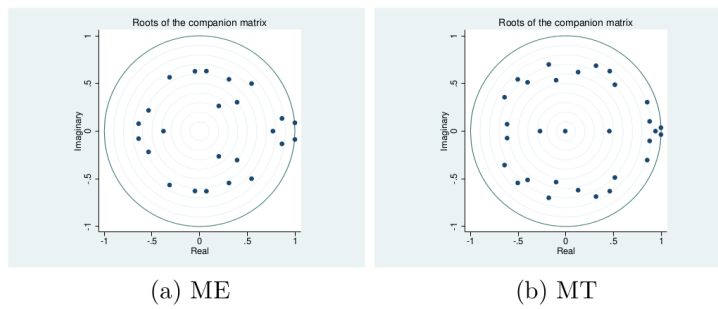 Roots of the companion matrix
1
.5
0
-.5
-1
Imaginary
-1 -.5 0 .5 1
Real
(a) ME
Roots of the companion matrix
1
.5
0
-.5
-1
Imaginary
-1 -.5 0 .5 1
Real
(b) MT